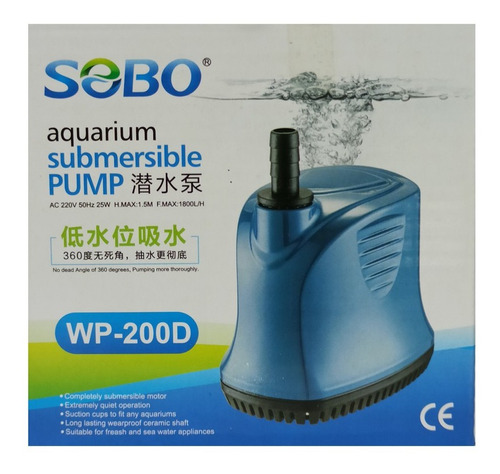 SOBO®
aquarium
submersible
PUMP 潜水泵
AC 220V 50Hz 25W H.MAX:1.5M F.MAX:1800L/H
低水位吸水
360度无死角，抽水更彻底
No dead Angle of 360 degrees, Pumping more thoroughly.
WP-200D
Completely submersible motor
Extremely quiet operation
Suction cups to fit any aquariums
Long lasting wearproof ceramic shaft
Suitable for freash and sea water appliances
CE